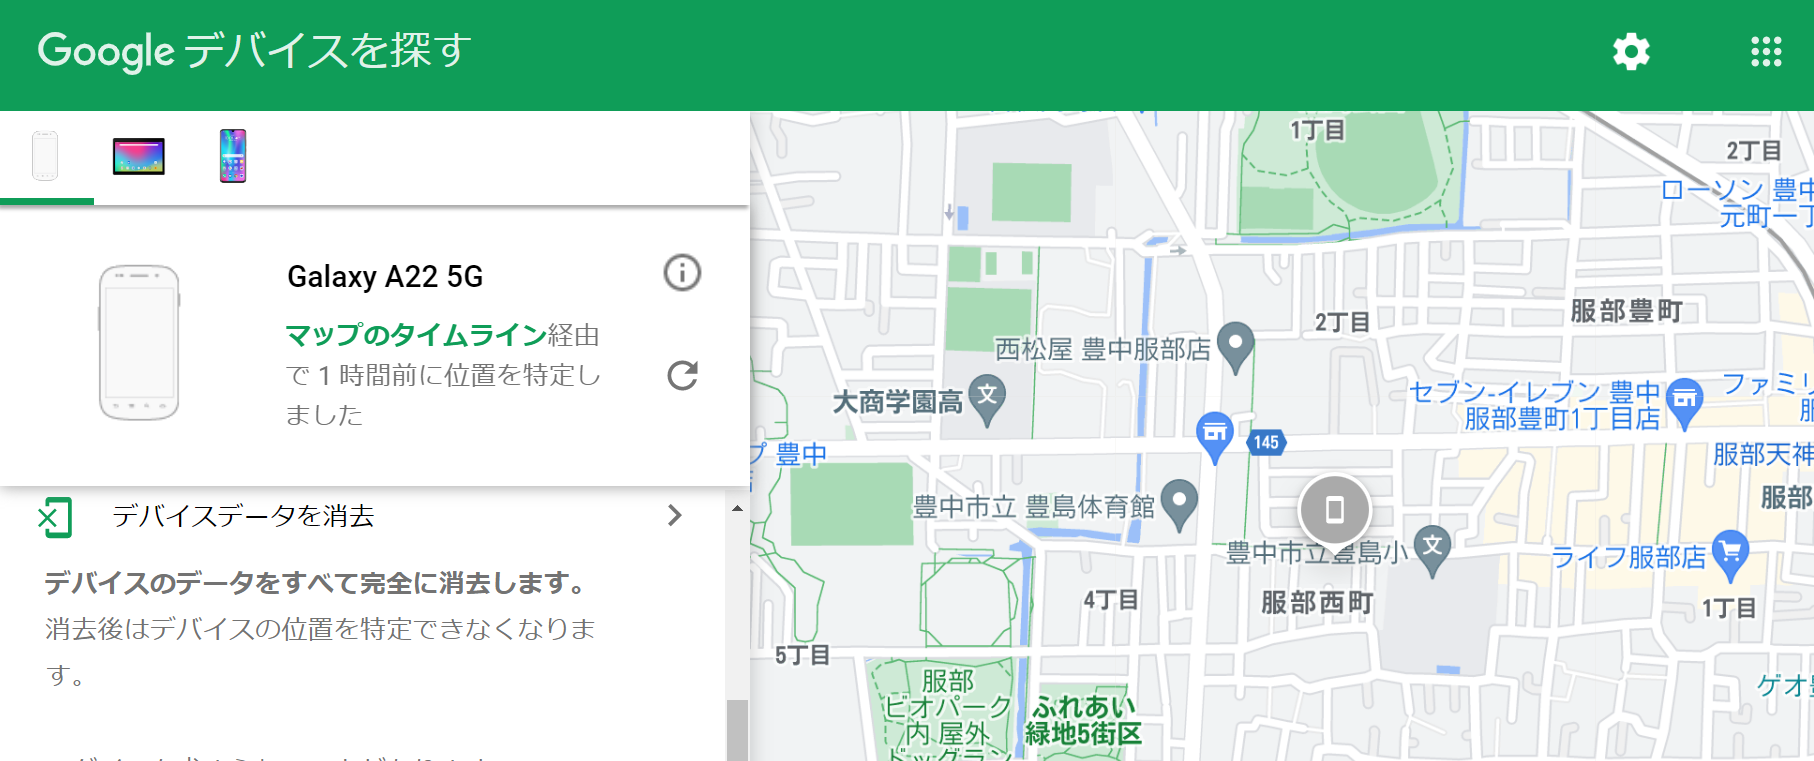 Google デバイスを探す
Galaxy A22 5G
マップのタイムライン経由
で 1 時間前に位置を特定し
ました
デバイスデータを消去
デバイスのデータをすべて完全に消去します。
消去後はデバイスの位置を特定できなくなりま
す。
1丁目
2丁目
ローソン 豊中
元町一丁
服部豊町
2丁目
西松屋 豊中服部店
大商学園高
セブン-イレブン 豊中
服部豊町1丁目店
ファミリ
服
145
プ 豊中
服部天神
服部
豊中市立 豊島体育館
豊中市立豊島小
ライフ服部店
4丁目
服部西町
1丁目
5丁目
服部
ビオパーク
内 屋外
ドッグラン
ふれあい
緑地5街区
ゲオ豊
文
文